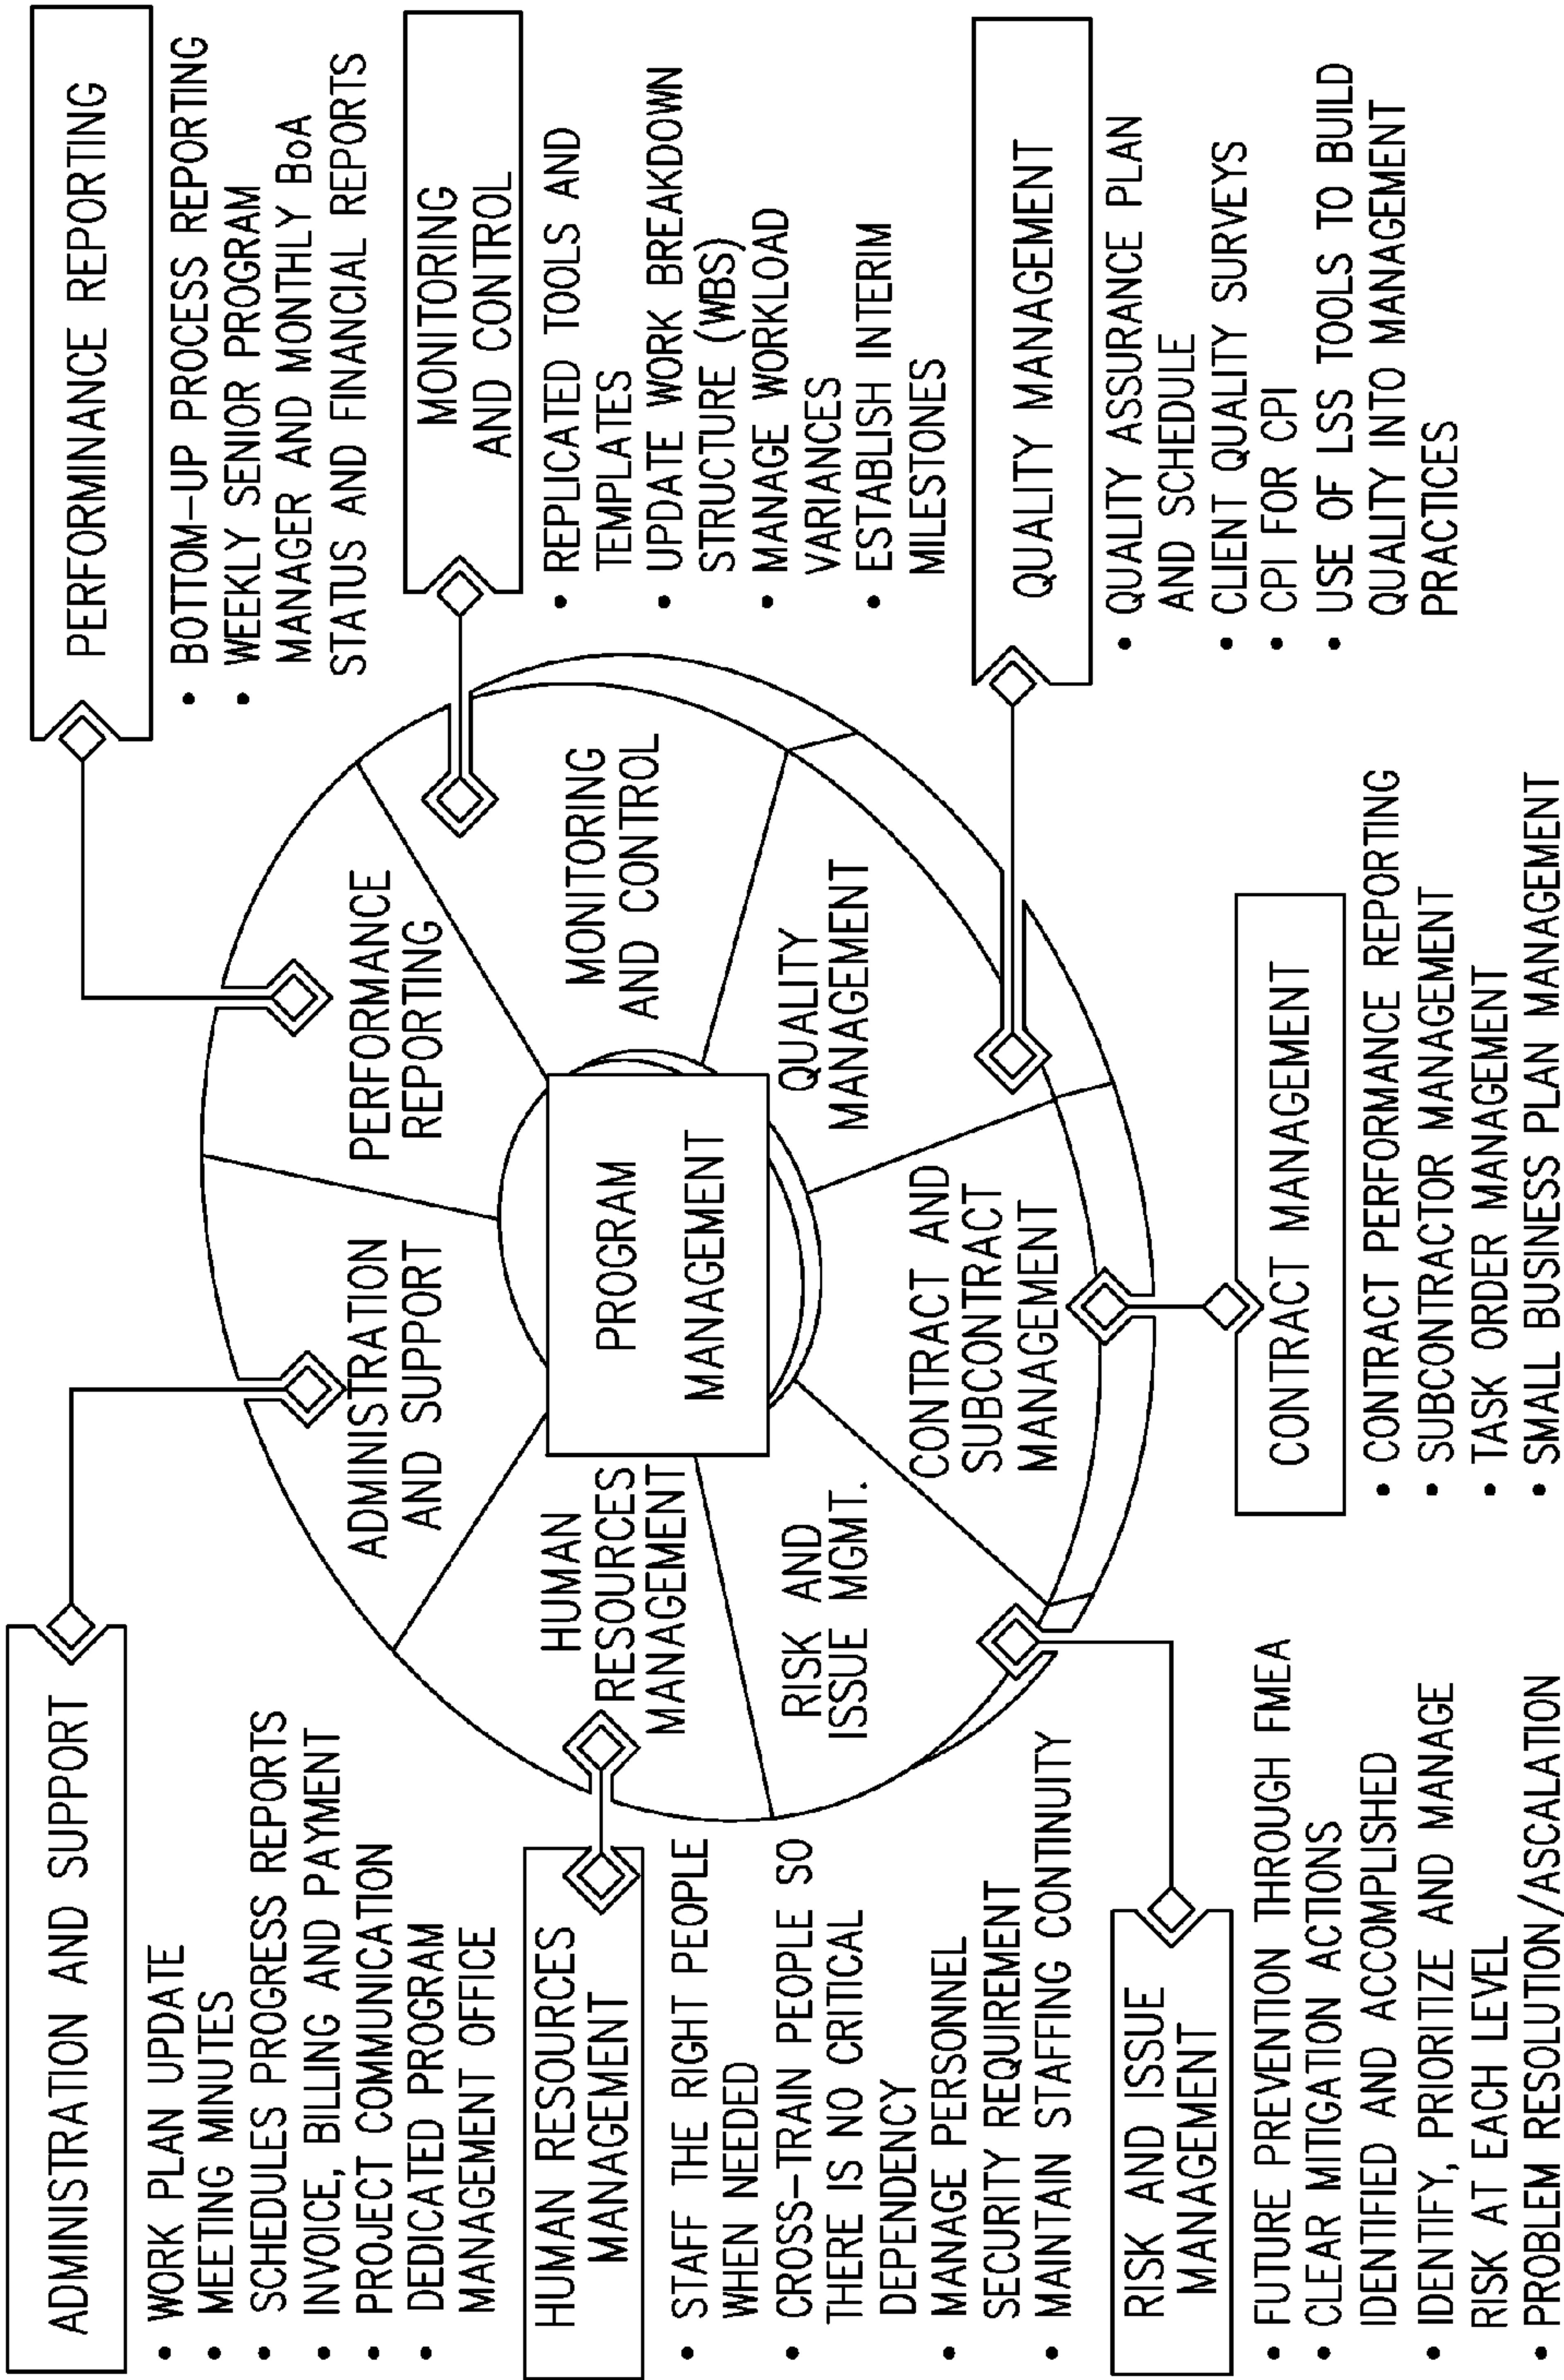 ADMINISTRATION AND SUPPORT
• WORK PLAN UPDATE
• MEETING MINUTES
• SCHEDULES PROGRESS REPORTS
• INVOICE, BILLING AND PAYMENT
• PROJECT COMMUNICATION
• DEDICATED PROGRAM
MANAGEMENT OFFICE
HUMAN RESOURCES
MANAGEMENT
• STAFF THE RIGHT PEOPLE
WHEN NEEDED
• CROSS-TRAIN PEOPLE SO
THERE IS NO CRITICAL
DEPENDENCY
• MANAGE PERSONNEL
SECURITY REQUIREMENT
• MAINTAIN STAFFING CONTINUITY
RISK AND ISSUE
MANAGEMENT
• FUTURE PREVENTION THROUGH FMEA
• CLEAR MITIGATION ACTIONS
IDENTIFIED AND ACCOMPLISHED
• IDENTIFY, PRIORITIZE AND MANAGE
RISK AT EACH LEVEL
• PROBLEM RESOLUTION/ASCALATION
ADMINISTRATION
AND SUPPORT
PERFORMANCE
REPORTING
HUMAN
RESOURCES
MANAGEMENT
PROGRAM
MANAGEMENT
MONITORING
AND CONTROL
RISK AND
ISSUE MGMT.
QUALITY
MANAGEMENT
CONTRACT AND
SUBCONTRACT
MANAGEMENT
CONTRACT MANAGEMENT
• CONTRACT PERFORMANCE REPORTING
• SUBCONTRACTOR MANAGEMENT
• TASK ORDER MANAGEMENT
• SMALL BUSINESS PLAN MANAGEMENT
PERFORMINANCE REPORTING
• BOTTOM-UP PROCESS REPORTING
• WEEKLY SENIOR PROGRAM
MANAGER AND MONTHLY BoA
STATUS AND FINANCIAL REPORTS
MONITORING
AND CONTROL
• REPLICATED TOOLS AND
TEMPLATES
• UPDATE WORK BREAKDOWN
STRUCTURE (WBS)
• MANAGE WORKLOAD
VARIANCES
• ESTABLISH INTERIM
MILESTONES
QUALITY MANAGEMENT
• QUALITY ASSURANCE PLAN
AND SCHEDULE
• CLIENT QUALITY SURVEYS
• CPI FOR CPI
• USE OF LSS TOOLS TO BUILD
QUALITY INTO MANAGEMENT
PRACTICES